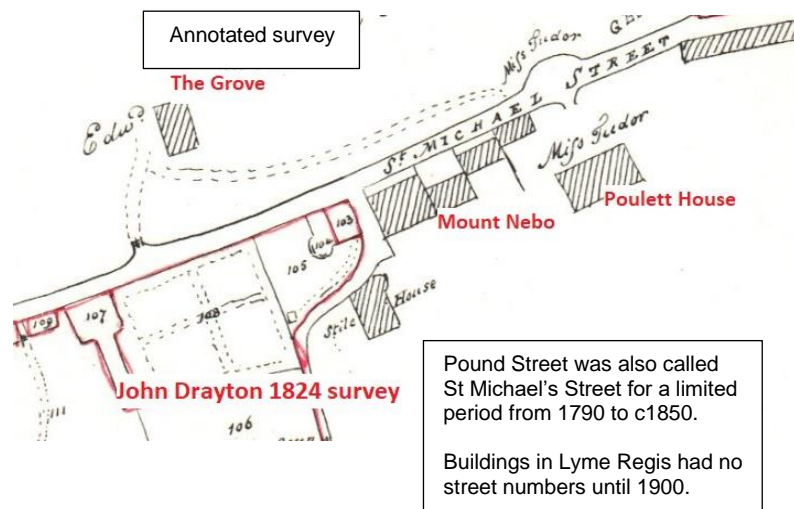 Annotated survey
The Grove
Edwd.
Miss Tudor
St. MICHAEL STREET
Miss Tudor
Poulett House
Mount Nebo
103
104
105
107
108
109
Stile House
John Drayton 1824 survey
106
111
Pound Street was also called
St Michael's Street for a limited
period from 1790 to c1850.
Buildings in Lyme Regis had no
street numbers until 1900.